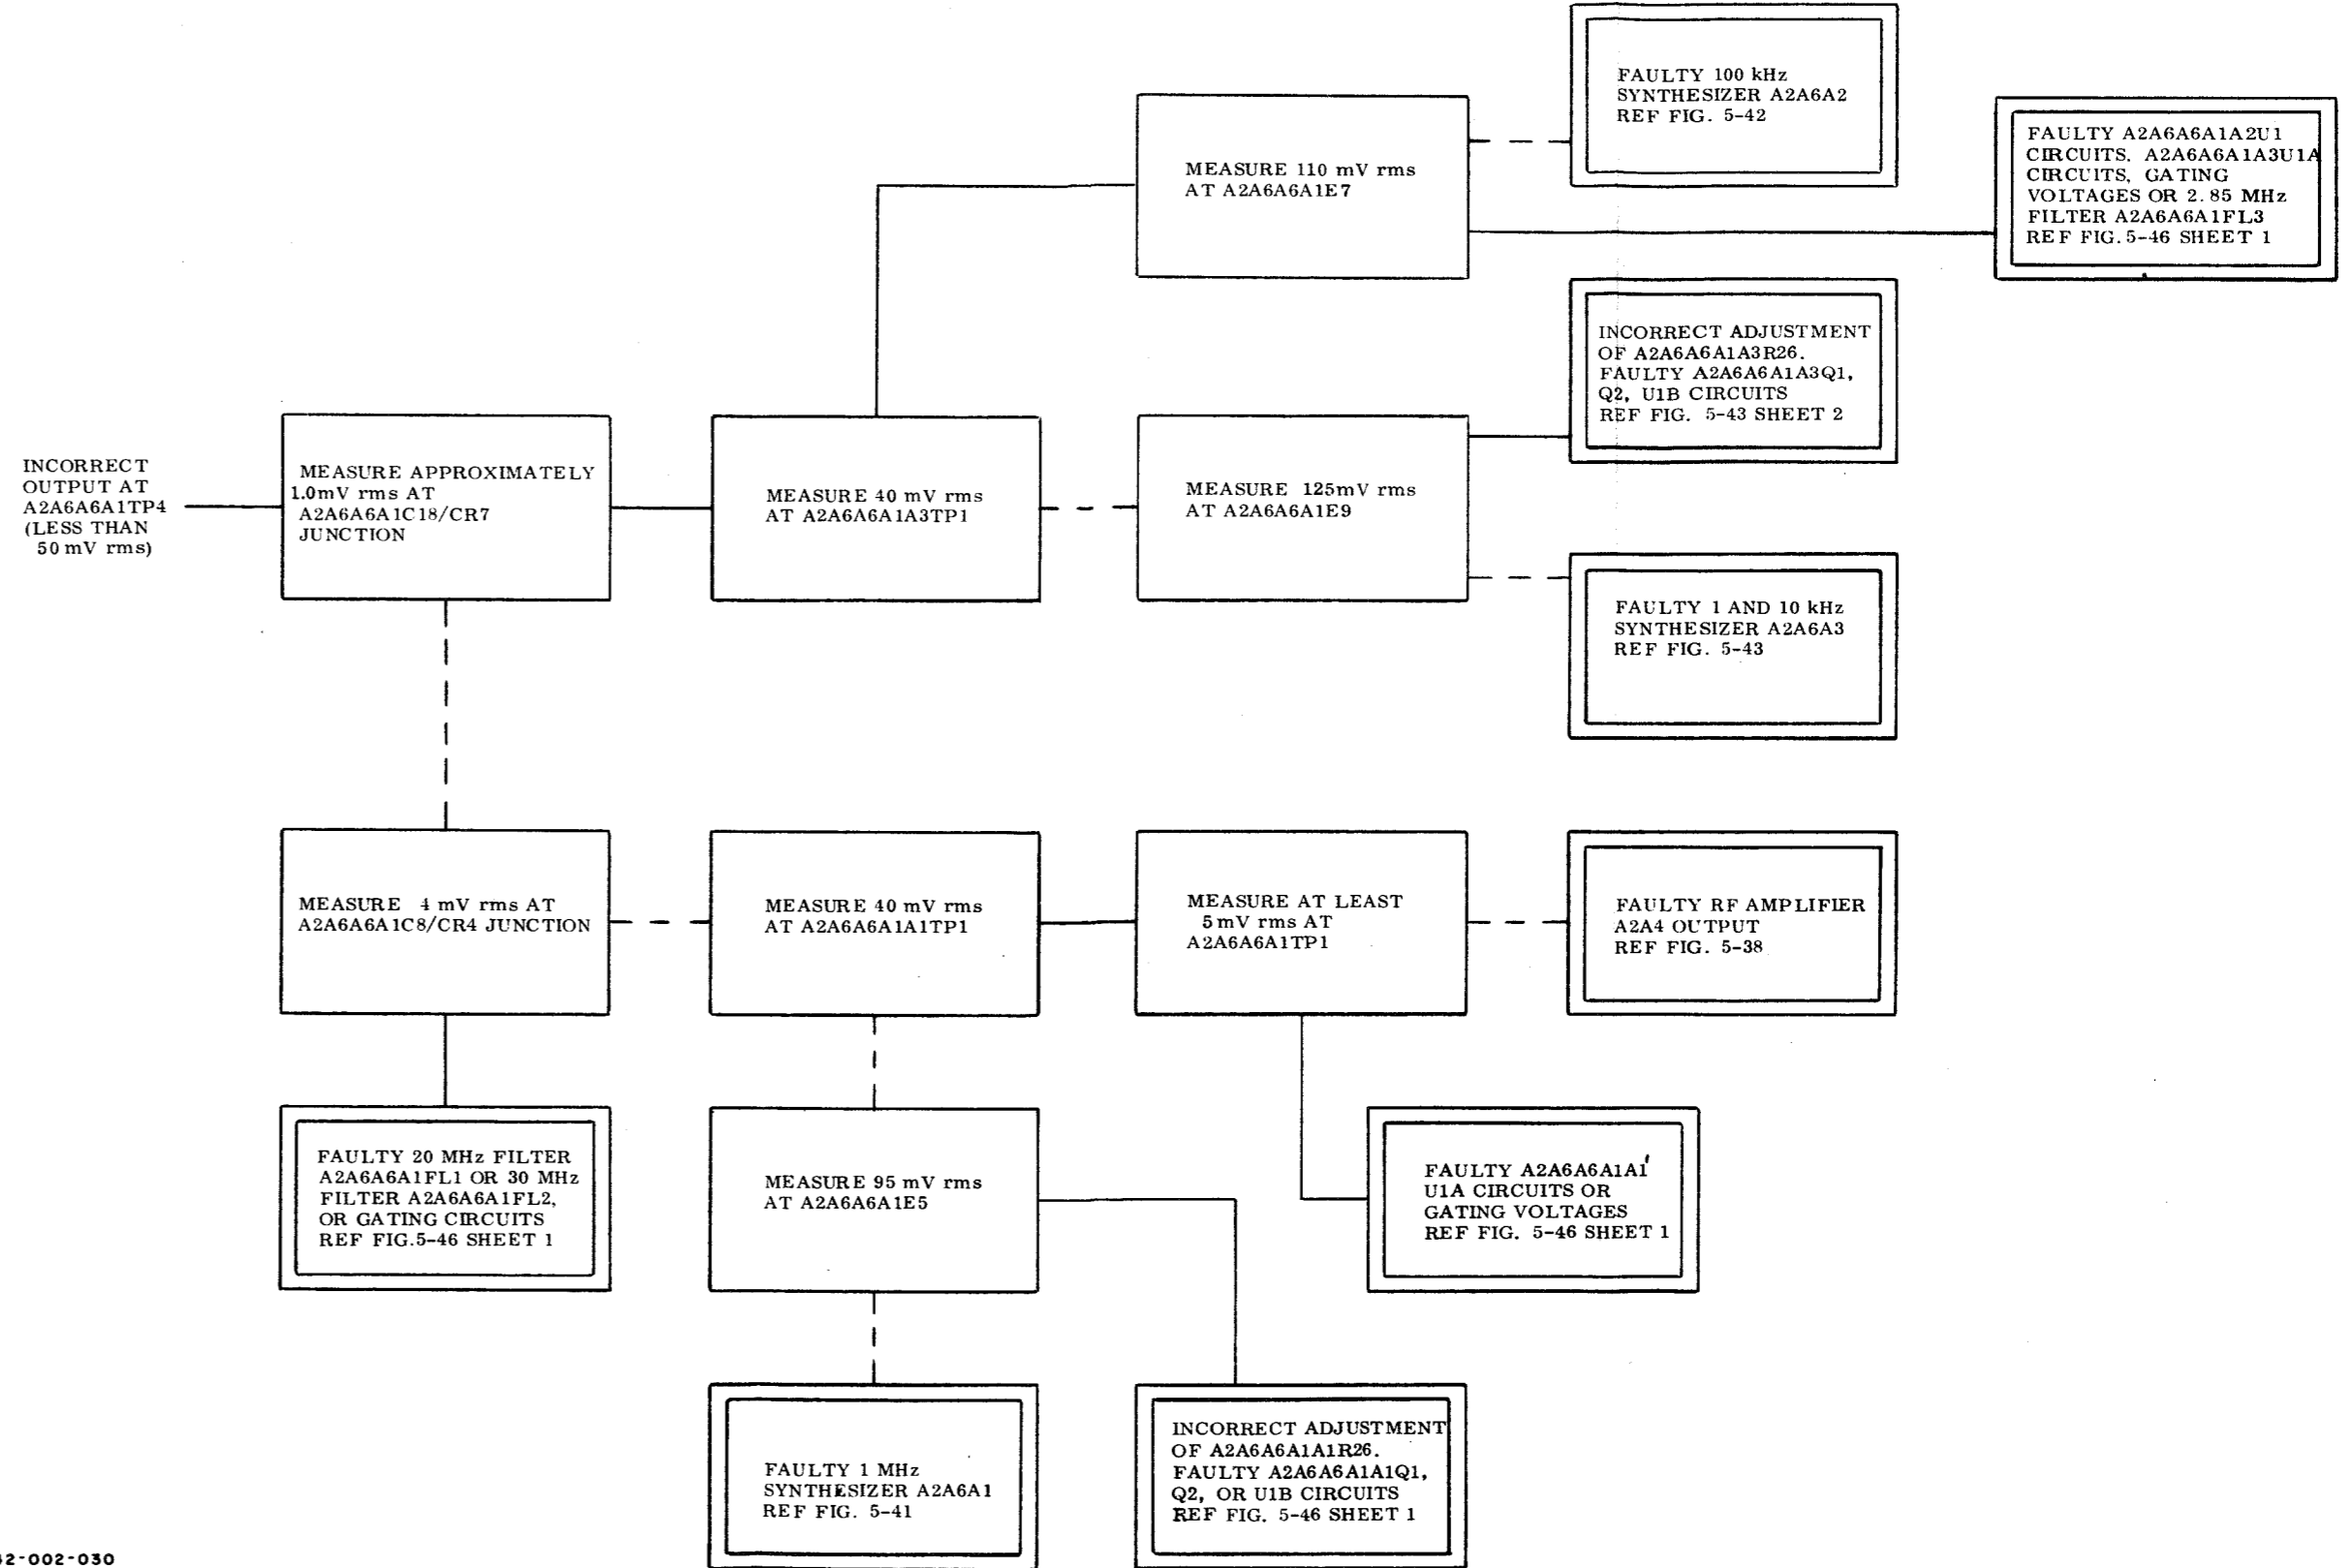 FAULTY 100 kHz
SYNTHESIZER A2A6A2
REF FIG. 5-42
MEASURE 110 mV rms
AT A2A6A6A1E7
FAULTY A2A6A6A1A2U1
CIRCUITS. A2A6A6A1A3U1A
CIRCUITS, GATING
VOLTAGES OR 2.85 MHz
FILTER A2A6A6A1FL3
REF FIG. 5-46 SHEET 1
INCORRECT ADJUSTMENT
OF A2A6A6A1A3R26.
FAULTY A2A6A6A1A3Q1,
Q2, U1B CIRCUITS
REF FIG. 5-43 SHEET 2
INCORRECT
OUTPUT AT
A2A6A6A1TP4
(LESS THAN
50 mV rms)
MEASURE APPROXIMATELY
1.0mV rms AT
A2A6A6A1C18/CR7
JUNCTION
MEASURE 40 mV rms
AT A2A6A6A1A3TP1
MEASURE 125mV rms
AT A2A6A6A1E9
FAULTY 1 AND 10 kHz
SYNTHESIZER A2A6A3
REF FIG. 5-43
MEASURE 4 mV rms AT
A2A6A6A1C8/CR4 JUNCTION
MEASURE 40 mV rms
AT A2A6A6A1A1TP1
MEASURE AT LEAST
5mV rms AT
A2A6A6A1TP1
FAULTY RF AMPLIFIER
A2A4 OUTPUT
REF FIG. 5-38
FAULTY 20 MHz FILTER
A2A6A6A1FL1 OR 30 MHz
FILTER A2A6A6A1FL2,
OR GATING CIRCUITS
REF FIG.5-46 SHEET 1
MEASURE 95 mV rms
AT A2A6A6A1E5
FAULTY A2A6A6A1A1
U1A CIRCUITS OR
GATING VOLTAGES
REF FIG. 5-46 SHEET 1
FAULTY 1 MHz
SYNTHESIZER A2A6A1
REF FIG. 5-41
INCORRECT ADJUSTMENT
OF A2A6A6A1A1R26.
FAULTY A2A6A6A1A1Q1,
Q2, OR U1B CIRCUITS
REF FIG. 5-46 SHEET 1
2-002-030